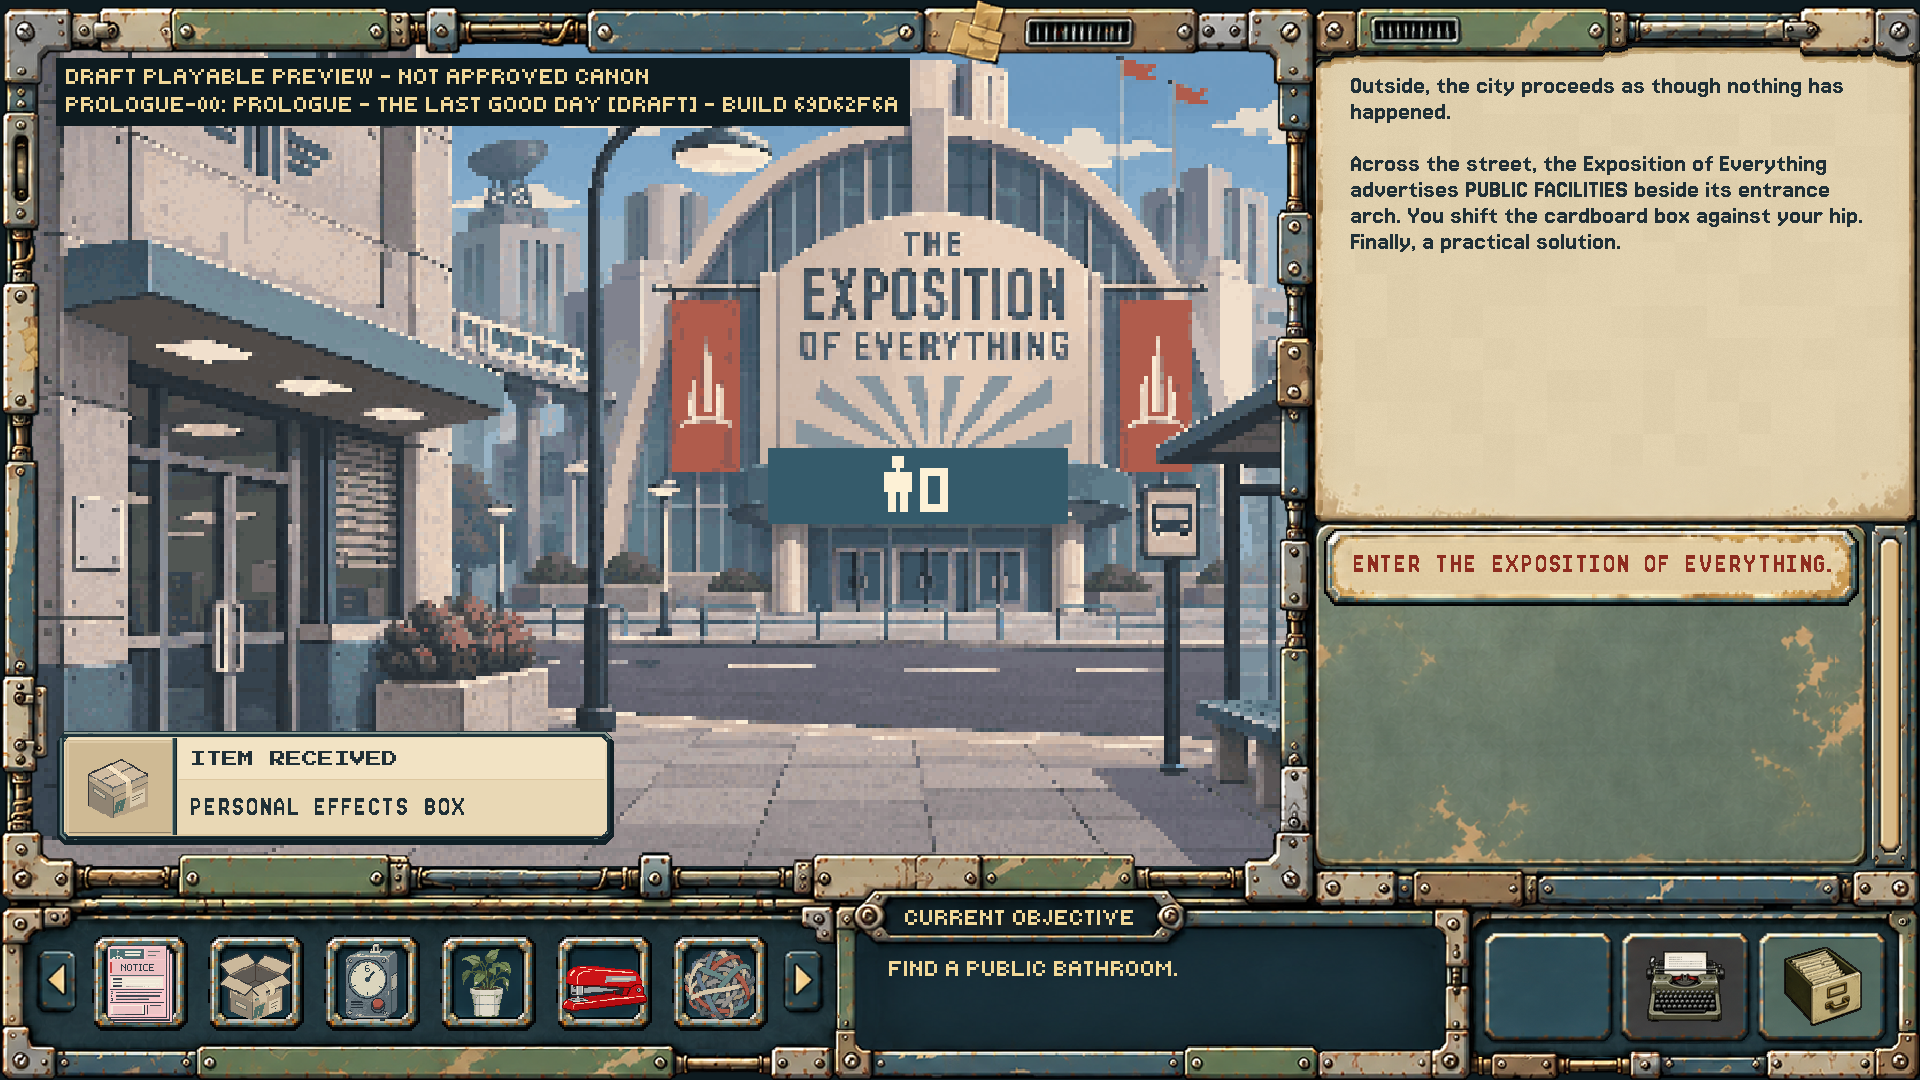 DRAFT PLAYABLE PREVIEW - NOT APPROVED CANON
PROLOGUE-00: PROLOGUE - THE LAST GOOD DAY [DRAFT] - BUILD 69D62F6A
THE
EXPOSITION
OF EVERYTHING
ITEM RECEIVED
PERSONAL EFFECTS BOX
Outside, the city proceeds as though nothing has
happened.
Across the street, the Exposition of Everything
advertises PUBLIC FACILITIES beside its entrance
arch. You shift the cardboard box against your hip.
Finally, a practical solution.
ENTER THE EXPOSITION OF EVERYTHING.
NOTICE
CURRENT OBJECTIVE
FIND A PUBLIC BATHROOM.